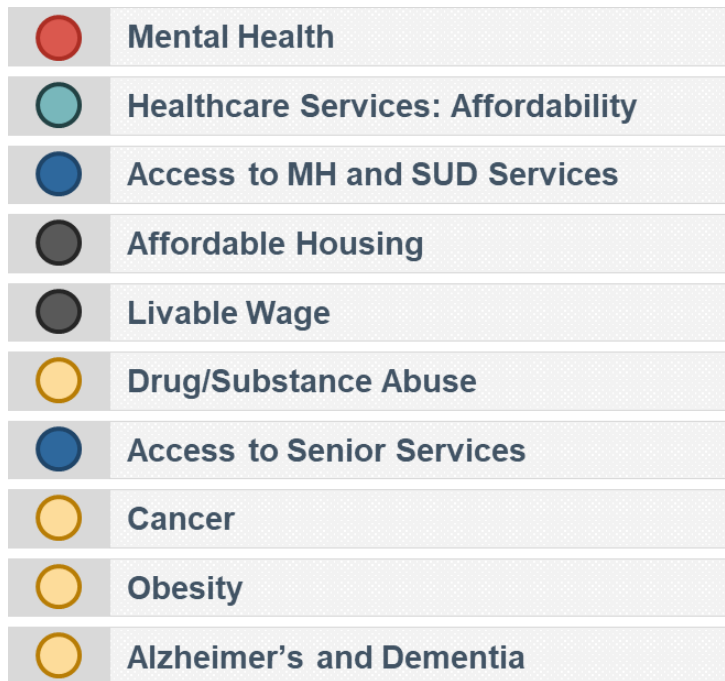 Mental Health
Healthcare Services: Affordability
Access to MH and SUD Services
Affordable Housing
Livable Wage
Drug/Substance Abuse
Access to Senior Services
Cancer
Obesity
Alzheimer’s and Dementia